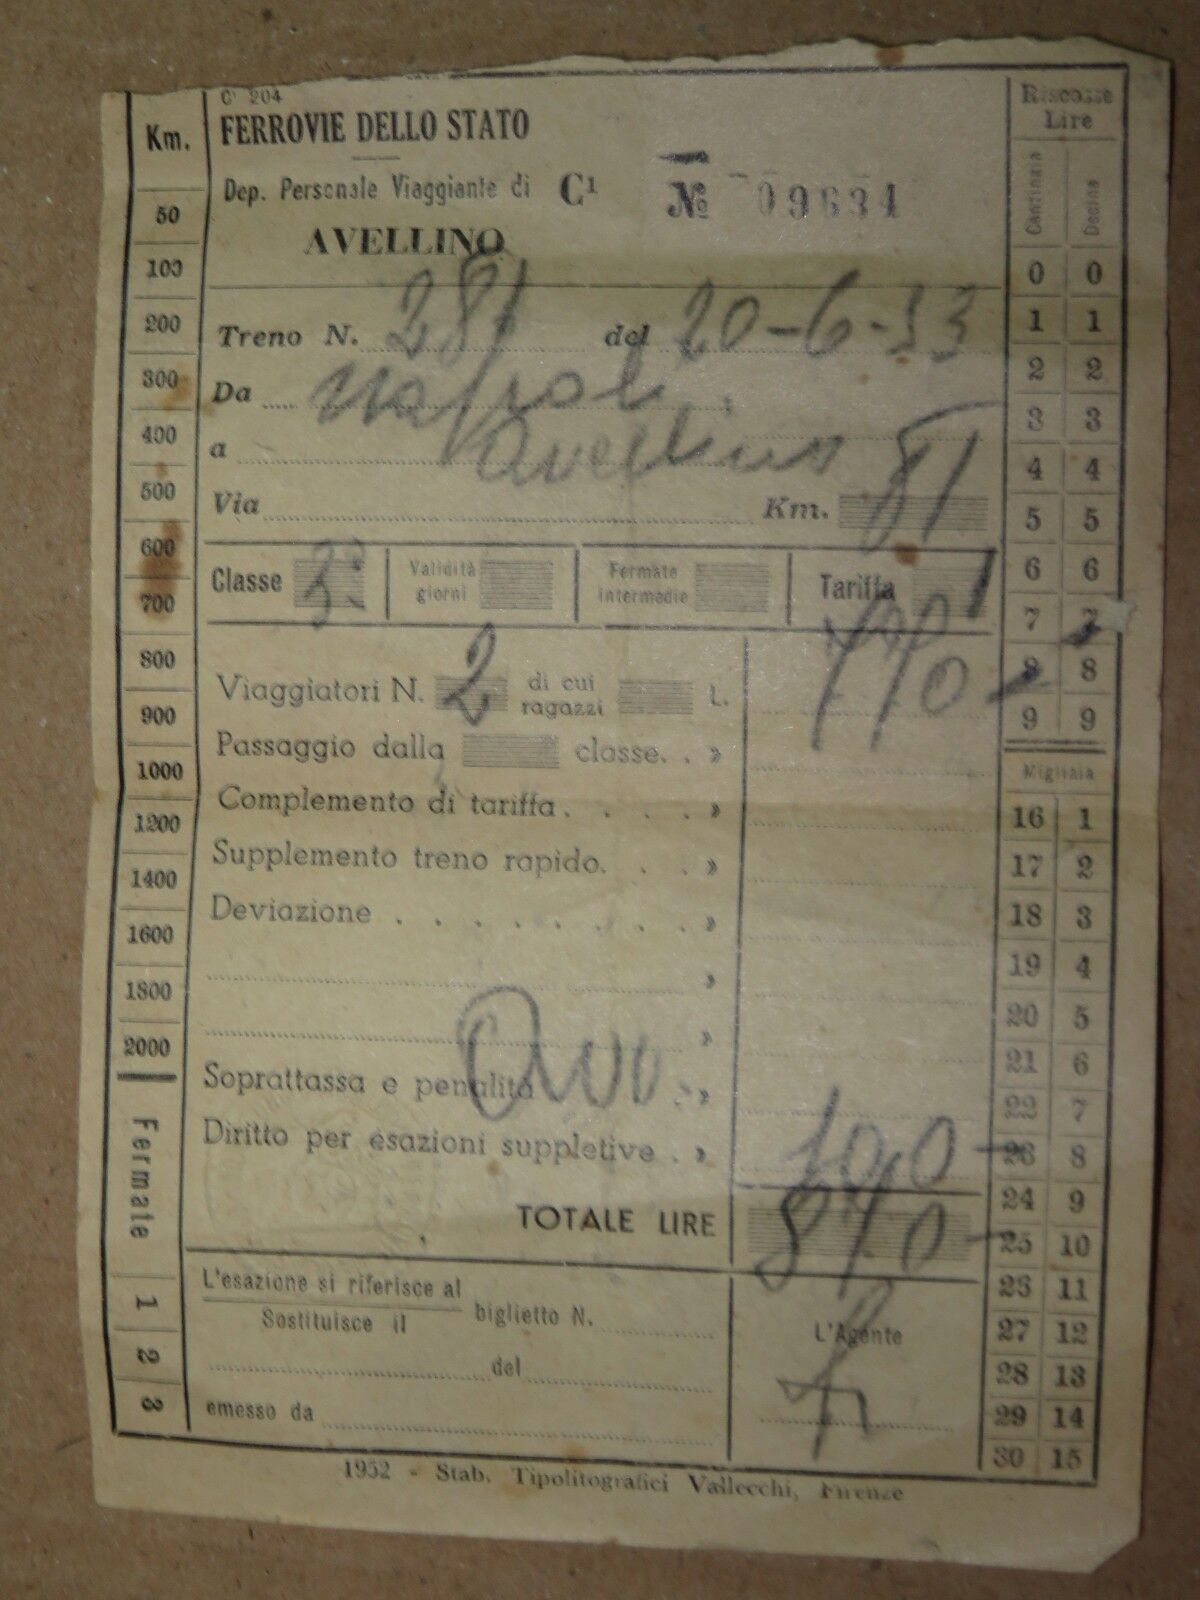 Cⁱ 204
FERROVIE DELLO STATO
Dep. Personale Viaggiante di C¹ Nº 09634
AVELLINO
Treno N. 281 del 20-6-53
Da Napoli
a Avellino
Via Km. 81
Classe 3ª Validità giorni Fermate intermedie Tariffa 1
Viaggiatori N. 2 di cui ragazzi L. 770
Passaggio dalla classe. . »
Complemento di tariffa. . . . . »
Supplemento treno rapido. . . . »
Deviazione . . . . . . . . »
»
»
Soprattassa e penalità . »
Diritto per esazioni suppletive . » 100
TOTALE LIRE 870
L'esazione si riferisce al
Sostituisce il
biglietto N.
del
emesso da
L'Agente
1952 - Stab. Tipolitografici Vallecchi, Firenze
Km.
50
100
200
300
400
500
600
700
800
900
1000
1200
1400
1600
1800
2000
Fermate
1
2
3
Riscosse
Lire
Centinaia Decine
0 0
1 1
2 2
3 3
4 4
5 5
6 6
7 7
8 8
9 9
Migliaia
16 1
17 2
18 3
19 4
20 5
21 6
22 7
23 8
24 9
25 10
26 11
27 12
28 13
29 14
30 15